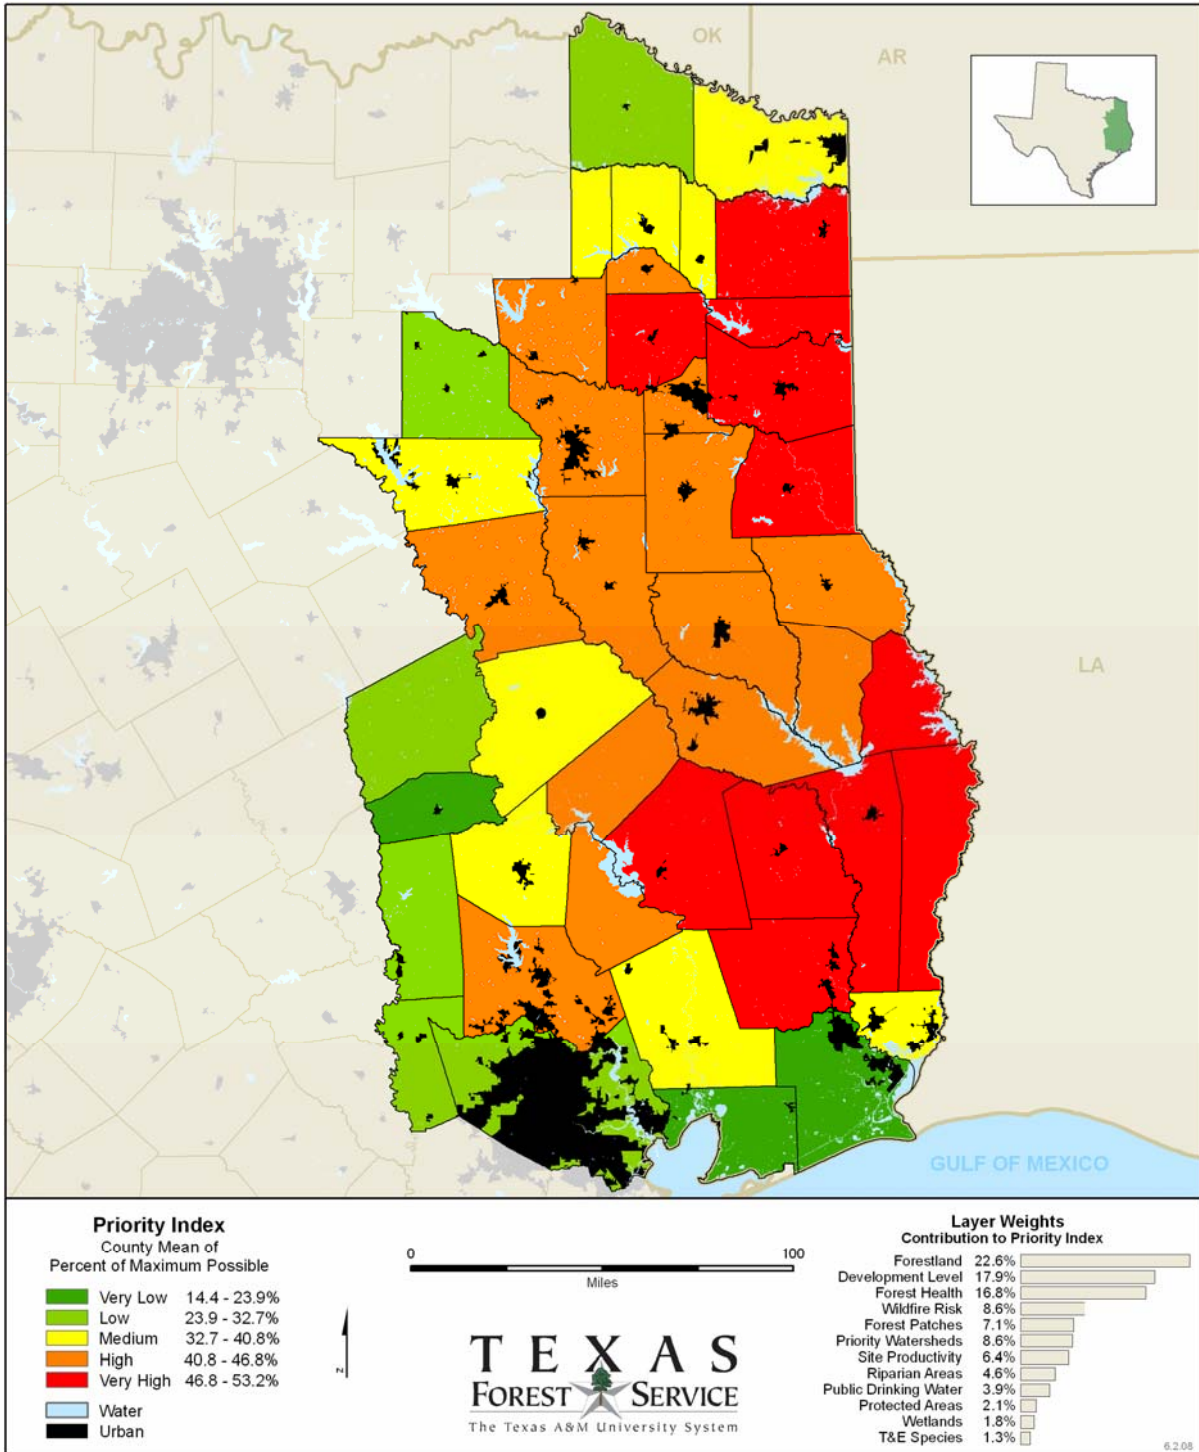 OK
AR
LA
GULF OF MEXICO
Priority Index
County Mean of
Percent of Maximum Possible
Very Low 14.4 - 23.9%
Low 23.9 - 32.7%
Medium 32.7 - 40.8%
High 40.8 - 46.8%
Very High 46.8 - 53.2%
Water
Urban
0 100
Miles
N
TEXAS
FOREST SERVICE
The Texas A&M University System
Layer Weights
Contribution to Priority Index
Forestland 22.6%
Development Level 17.9%
Forest Health 16.8%
Wildfire Risk 8.6%
Forest Patches 7.1%
Priority Watersheds 8.6%
Site Productivity 6.4%
Riparian Areas 4.6%
Public Drinking Water 3.9%
Protected Areas 2.1%
Wetlands 1.8%
T&E Species 1.3%
6.2.08